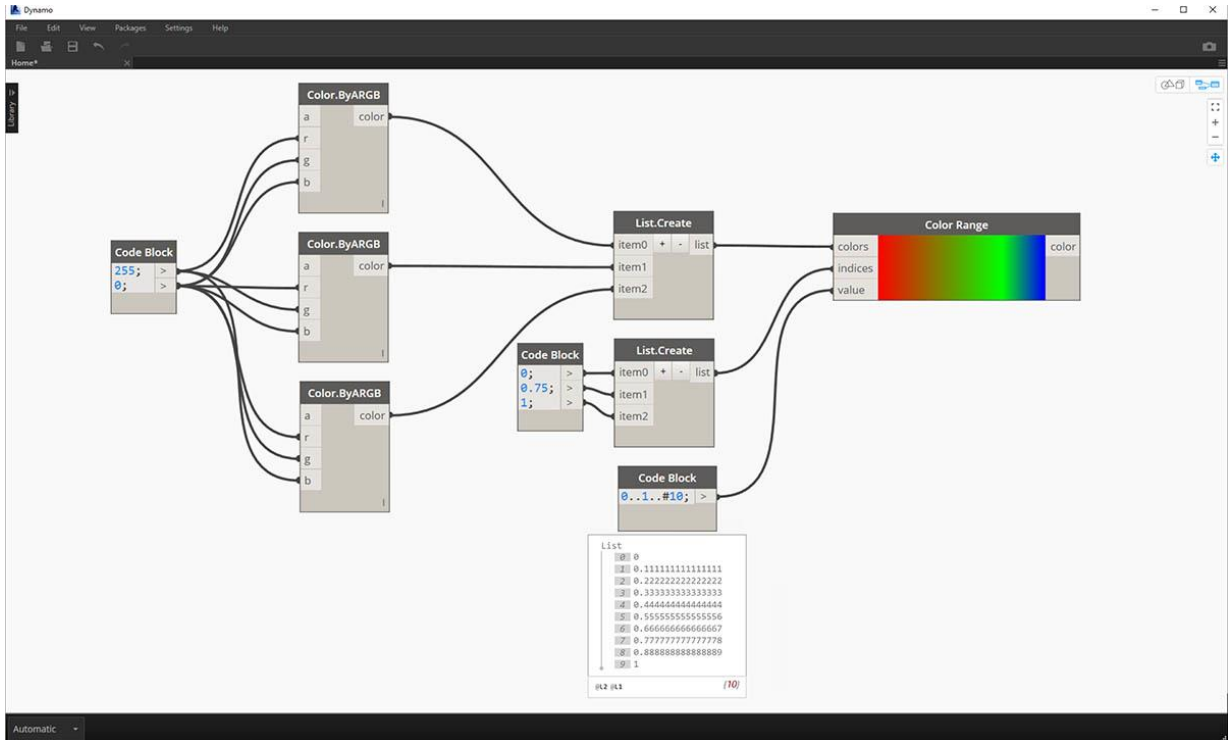 Dynamo
File Edit View Packages Settings Help
Home*
Library
Color.ByARGB
a color
r
g
b
l
Code Block
255; >
0; >
Color.ByARGB
a color
r
g
b
l
Color.ByARGB
a color
r
g
b
l
List.Create
item0 + - list
item1
item2
Code Block
0; >
0.75; >
1; >
List.Create
item0 + - list
item1
item2
Code Block
0..1..#10; >
Color Range
colors color
indices
value
List
0 0
1 0.111111111111111
2 0.222222222222222
3 0.333333333333333
4 0.444444444444444
5 0.555555555555556
6 0.666666666666667
7 0.777777777777778
8 0.888888888888889
9 1
@L2 @L1 {10}
Automatic